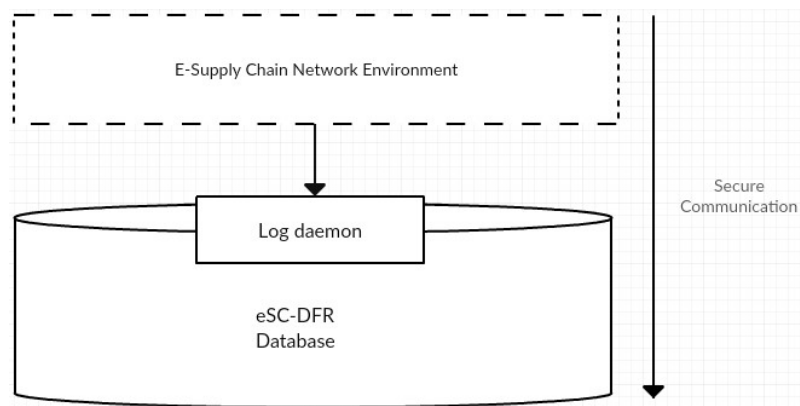 E-Supply Chain Network Environment
Secure
Communication
Log daemon
eSC-DFR
Database